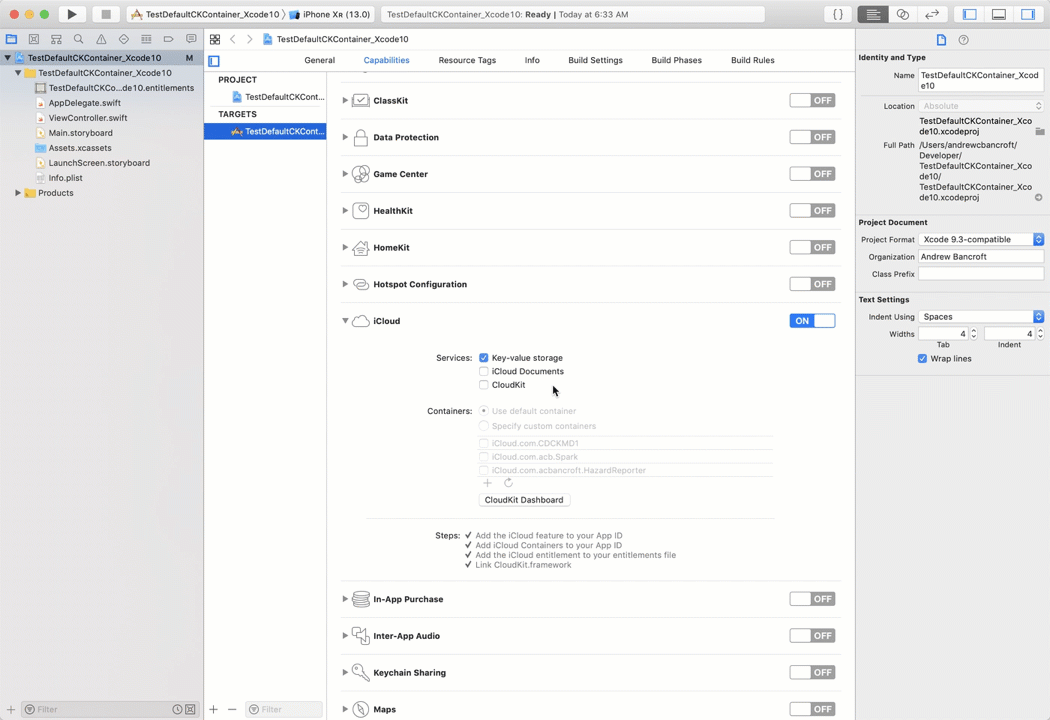 TestDefaultCKContainer_Xcode10 〉 iPhone Xʀ (13.0)
TestDefaultCKContainer_Xcode10: Ready | Today at 6:33 AM
TestDefaultCKContainer_Xcode10 M
TestDefaultCKContainer_Xcode10
TestDefaultCKCo...de10.entitlements
AppDelegate.swift
ViewController.swift
Main.storyboard
Assets.xcassets
LaunchScreen.storyboard
Info.plist
Products
Filter
TestDefaultCKContainer_Xcode10
General Capabilities Resource Tags Info Build Settings Build Phases Build Rules
PROJECT
TestDefaultCKCont...
TARGETS
TestDefaultCKCont...
Filter
ClassKit OFF
Data Protection OFF
Game Center OFF
HealthKit OFF
HomeKit OFF
Hotspot Configuration OFF
iCloud ON
Services: Key-value storage
iCloud Documents
CloudKit
Containers: Use default container
Specify custom containers
iCloud.com.CDCKMD1
iCloud.com.acb.Spark
iCloud.com.acbancroft.HazardReporter
CloudKit Dashboard
Steps: ✓ Add the iCloud feature to your App ID
✓ Add iCloud Containers to your App ID
✓ Add the iCloud entitlement to your entitlements file
✓ Link CloudKit.framework
In-App Purchase OFF
Inter-App Audio OFF
Keychain Sharing OFF
Maps OFF
Identity and Type
Name TestDefaultCKContainer_Xcod
e10
Location Absolute
TestDefaultCKContainer_Xco
de10.xcodeproj
Full Path /Users/andrewcbancroft/
Developer/
TestDefaultCKContainer_Xco
de10/
TestDefaultCKContainer_Xco
de10.xcodeproj
Project Document
Project Format Xcode 9.3-compatible
Organization Andrew Bancroft
Class Prefix
Text Settings
Indent Using Spaces
Widths 4 4
Tab Indent
Wrap lines